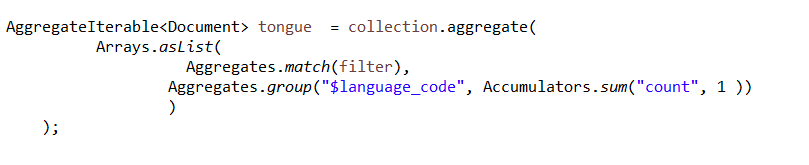 AggregateIterable<Document> tongue  = collection.aggregate(
Arrays.asList(
Aggregates.match(filter),
Aggregates.group("$language_code", Accumulators.sum("count", 1 ))
)
);